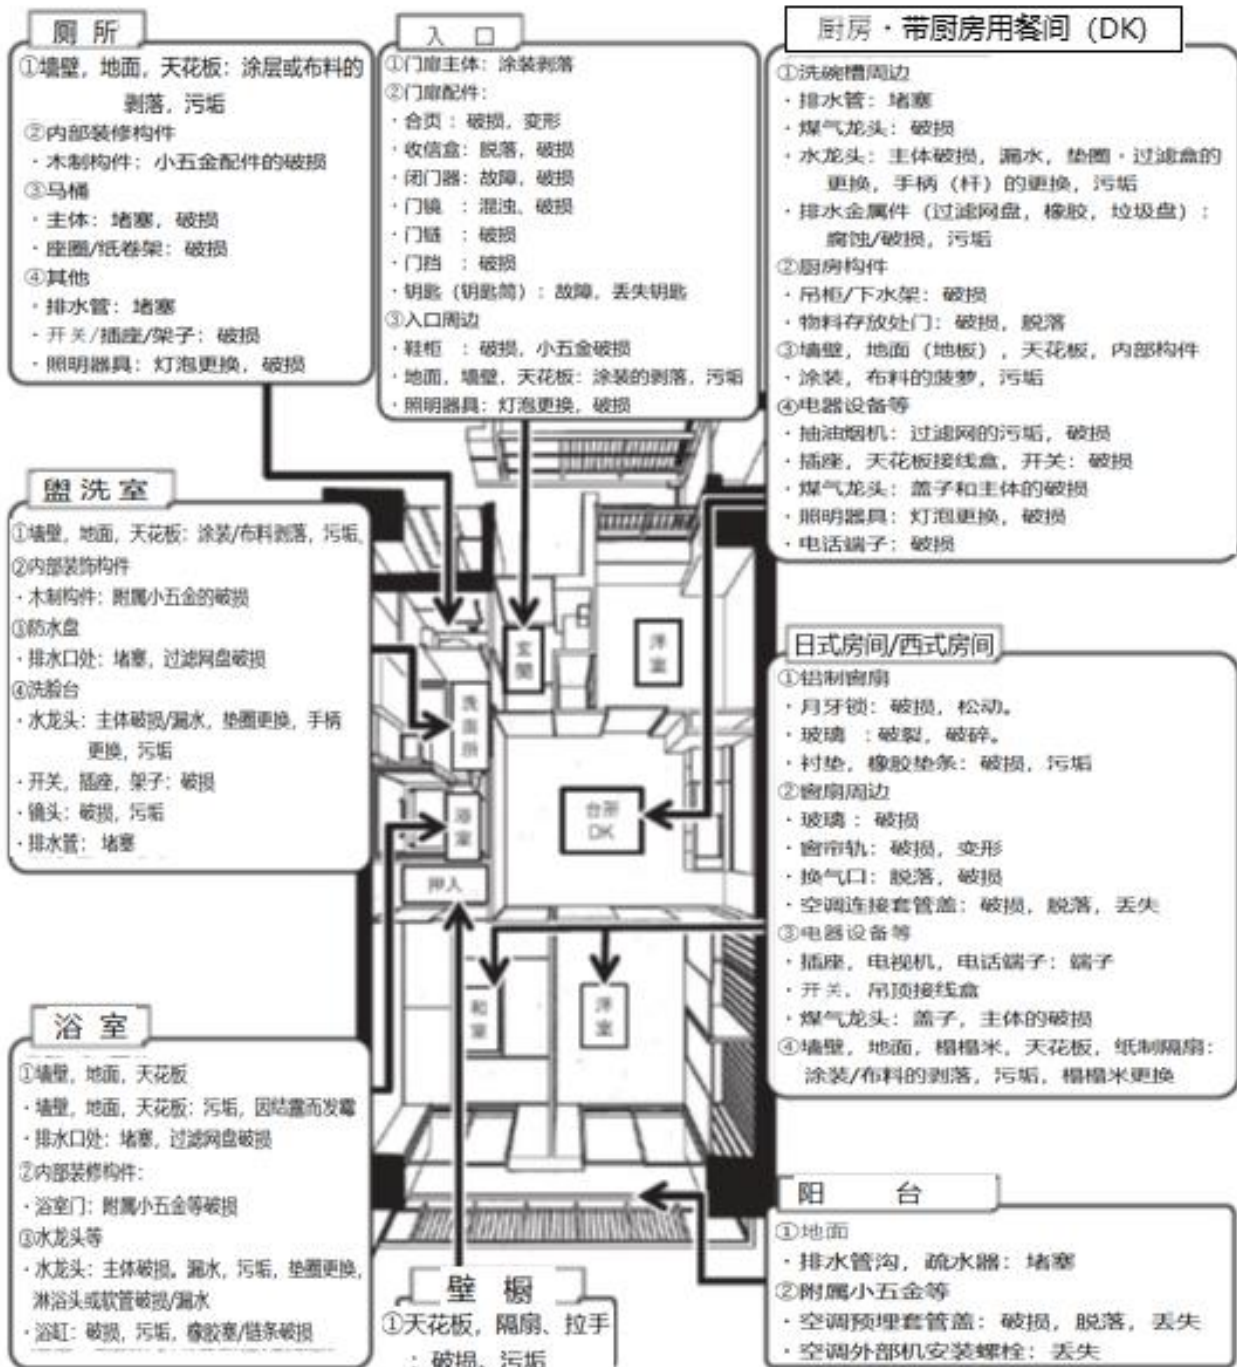 厕所
①墙壁，地面，天花板：涂层或布料的
剥落，污垢
②内部装修构件
・木制构件：小五金配件的破损
③马桶
・主体：堵塞，破损
・座圈/纸卷架：破损
④其他
・排水管：堵塞
・开关/插座/架子：破损
・照明器具：灯泡更换，破损
入口
①门扉主体：涂装剥落
②门扉配件：
・合页：破损，变形
・收信盒：脱落，破损
・闭门器：故障，破损
・门镜：混浊、破损
・门链：破损
・门挡：破损
・钥匙（钥匙筒）：故障，丢失钥匙
③入口周边
・鞋柜：破损，小五金破损
・地面，墙壁，天花板：涂装的剥落，污垢
・照明器具：灯泡更换，破损
厨房・带厨房用餐间（DK)
①洗碗槽周边
・排水管：堵塞
・煤气龙头：破损
・水龙头：主体破损，漏水，垫圈・过滤盒的
更换，手柄（杆）的更换，污垢
・排水金属件（过滤网盘，橡胶，垃圾盘）：
腐蚀/破损，污垢
②厨房构件
・吊柜/下水架：破损
・物料存放处门：破损，脱落
③墙壁，地面（地板），天花板，内部构件
・涂装，布料的菠萝，污垢
④电器设备等
・抽油烟机：过滤网的污垢，破损
・插座，天花板接线盒，开关：破损
・煤气龙头：盖子和主体的破损
・照明器具：灯泡更换，破损
・电话端子：破损
盥洗室
①墙壁，地面，天花板：涂装/布料剥落，污垢。
②内部装饰构件
・木制构件：附属小五金的破损
③防水盘
・排水口处：堵塞，过滤网盘破损
④洗脸台
・水龙头：主体破损/漏水，垫圈更换，手柄
更换，污垢
・开关，插座，架子：破损
・镜头：破损，污垢
・排水管：堵塞
玄関
洋室
洗面所
浴室
台所
DK
押入
和室
洋室
日式房间/西式房间
①铝制窗扇
・月牙锁：破损，松动。
・玻璃：破裂，破碎。
・衬垫，橡胶垫条：破损，污垢
②窗扇周边
・玻璃：破损
・窗帘轨：破损，变形
・换气口：脱落，破损
・空调连接套管盖：破损，脱落，丢失
③电器设备等
・插座，电视机，电话端子：端子
・开关，吊顶接线盒
・煤气龙头：盖子，主体的破损
④墙壁，地面，榻榻米，天花板，纸制隔扇：
涂装/布料的剥落，污垢，榻榻米更换
浴室
①墙壁，地面，天花板
・墙壁，地面，天花板：污垢，因结露而发霉
・排水口处：堵塞，过滤网盘破损
②内部装修构件：
・浴室门：附属小五金等破损
③水龙头等
・水龙头：主体破损。漏水，污垢，垫圈更换，
淋浴头或软管破损/漏水
・浴缸：破损，污垢，橡胶塞/链条破损
壁橱
①天花板，隔扇、拉手
：破损，污垢
阳台
①地面
・排水管沟，疏水器：堵塞
②附属小五金等
・空调预埋套管盖：破损，脱落，丢失
・空调外部机安装螺栓：丢失